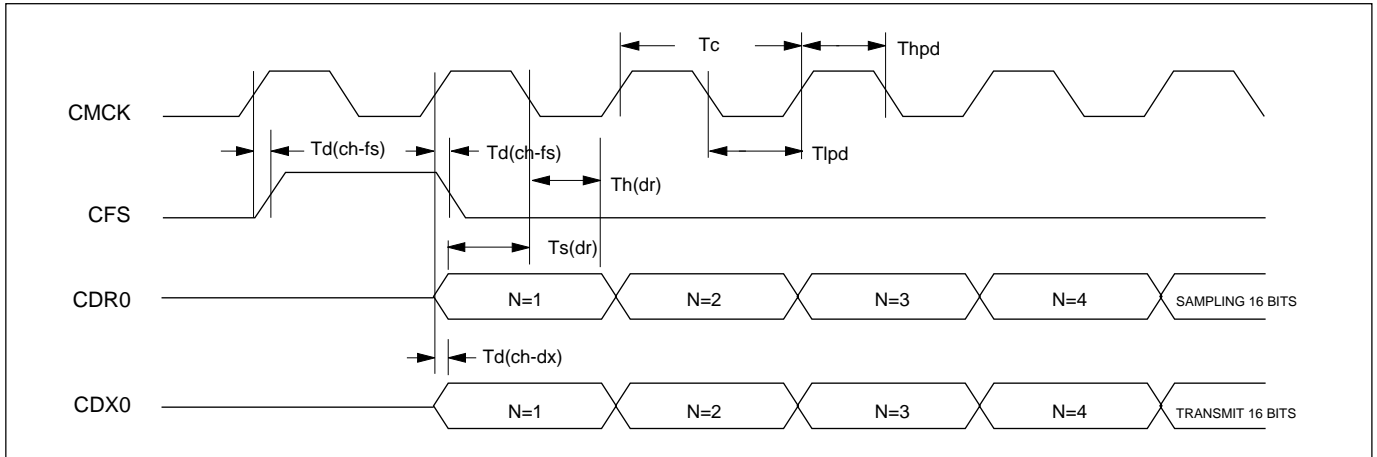 Tc
Thpd
CMCK
Td(ch-fs)
Td(ch-fs)
Tlpd
Th(dr)
CFS
Ts(dr)
CDR0
N=1
N=2
N=3
N=4
SAMPLING 16 BITS
Td(ch-dx)
CDX0
N=1
N=2
N=3
N=4
TRANSMIT 16 BITS